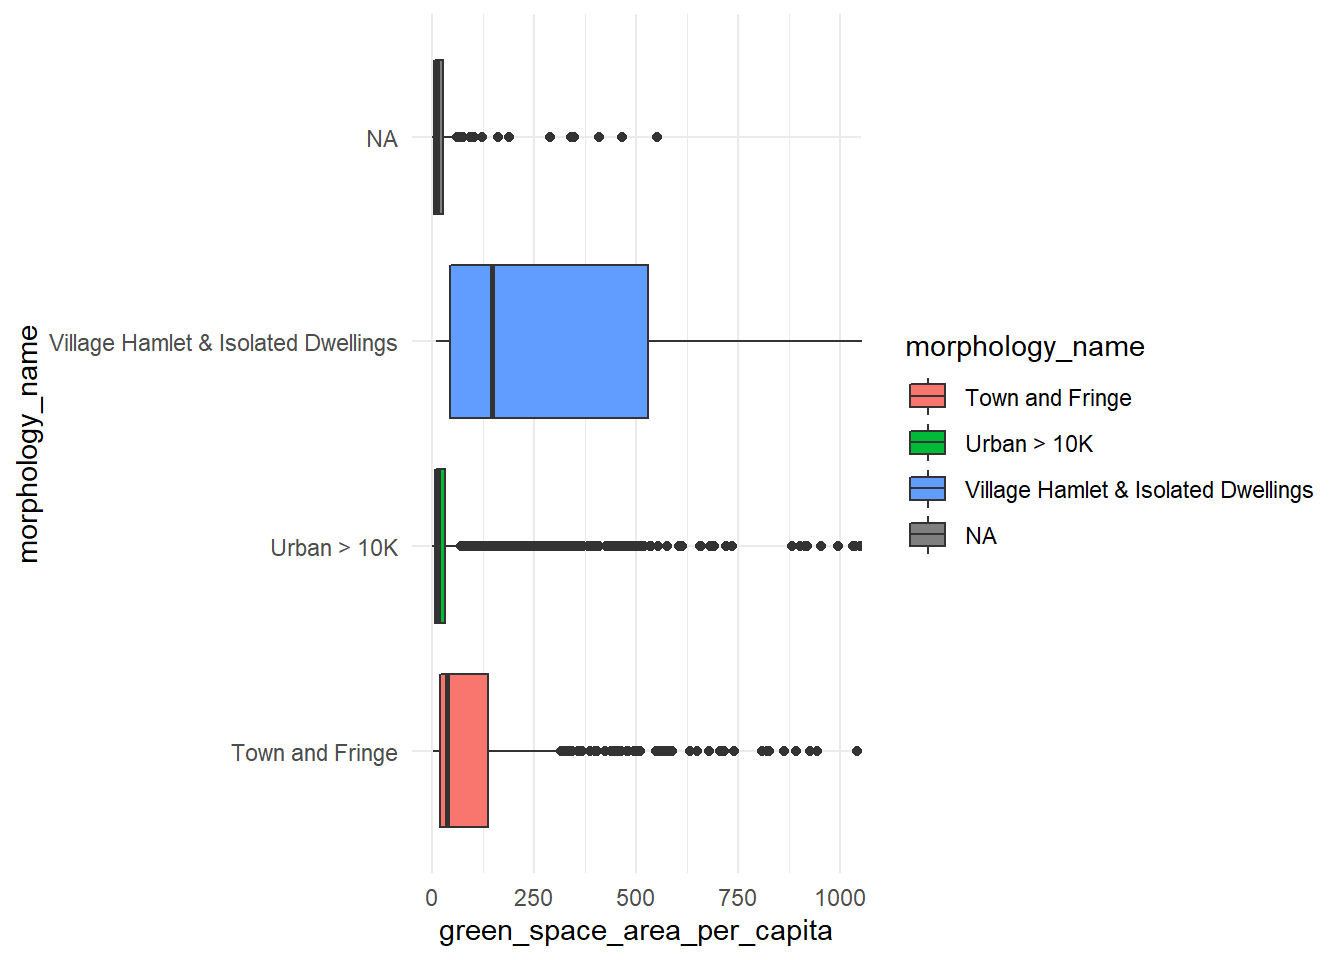 NA
Village Hamlet & Isolated Dwellings
Urban > 10K
Town and Fringe
morphology_name
0 250 500 750 1000
green_space_area_per_capita
morphology_name
Town and Fringe
Urban > 10K
Village Hamlet & Isolated Dwellings
NA